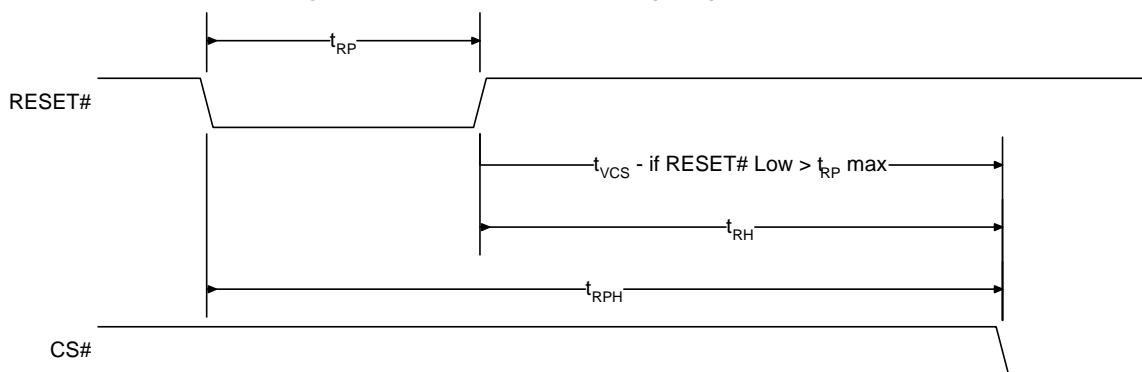 tRP
RESET#
tVCS - if RESET# Low > tRP max
tRH
tRPH
CS#